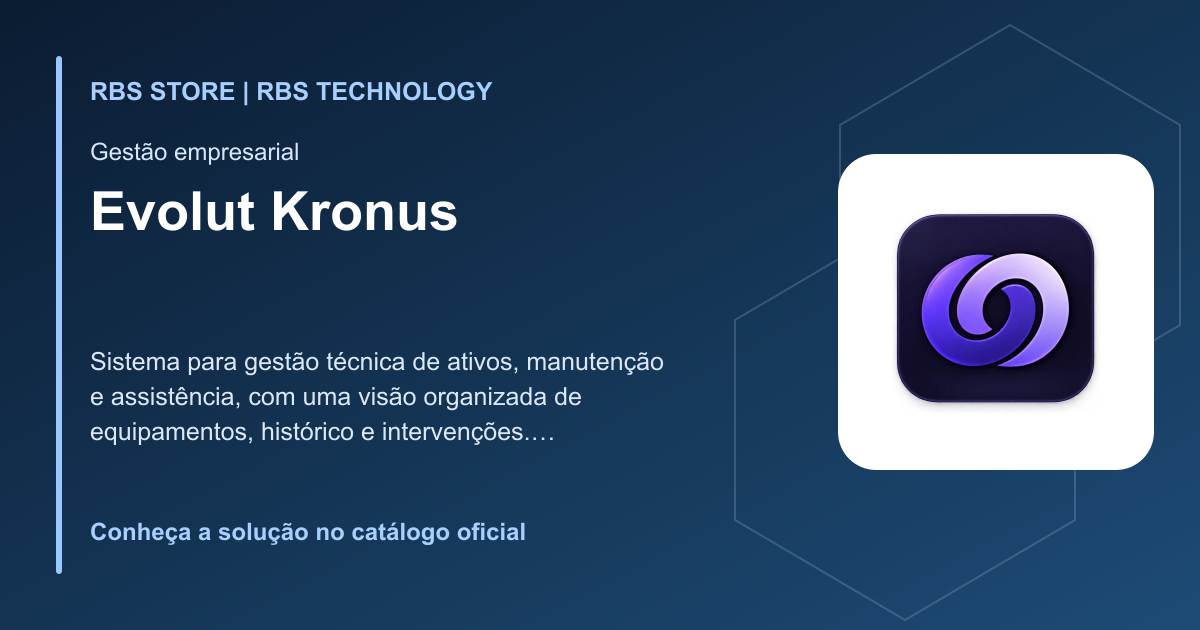 RBS STORE | RBS TECHNOLOGY
Gestão empresarial
Evolut Kronus
Sistema para gestão técnica de ativos, manutenção
e assistência, com uma visão organizada de
equipamentos, histórico e intervenções.…
Conheça a solução no catálogo oficial